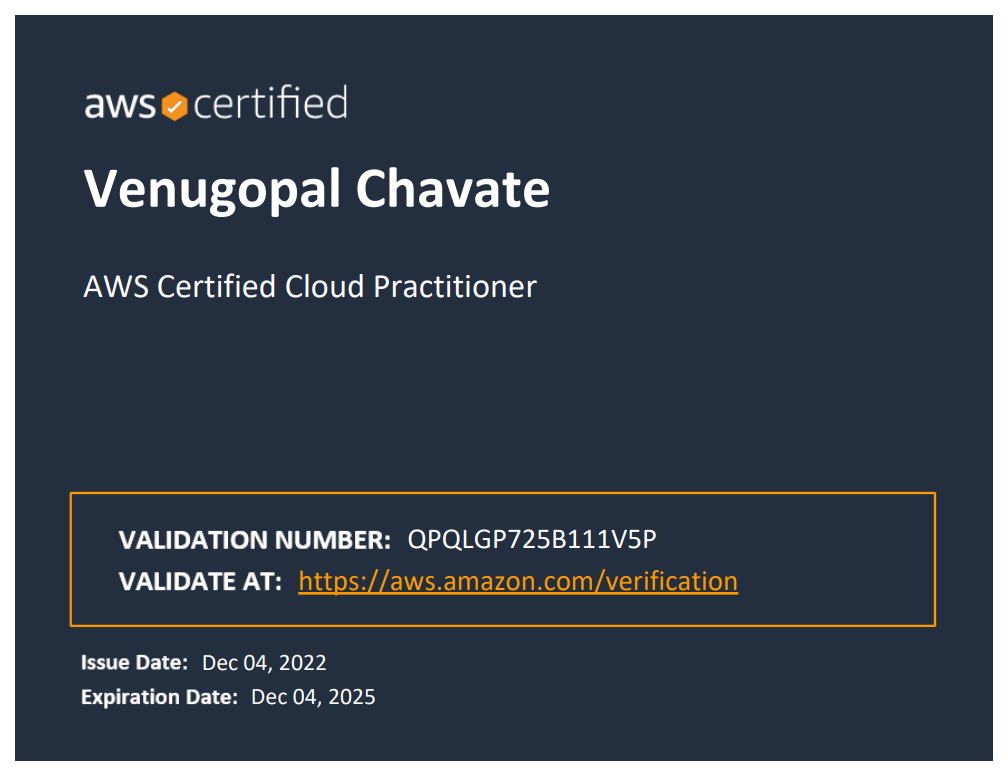 aws certified
Venugopal Chavate
AWS Certified Cloud Practitioner
VALIDATION NUMBER: QPQLGP725B111V5P
VALIDATE AT: https://aws.amazon.com/verification
Issue Date: Dec 04, 2022
Expiration Date: Dec 04, 2025